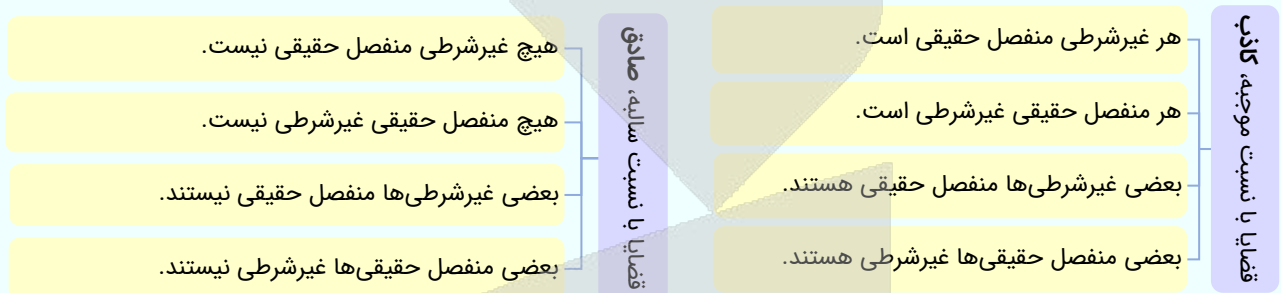 قضایا با نسبت موجبه، کاذب
هر غیرشرطی منفصل حقیقی است.
هر منفصل حقیقی غیرشرطی است.
بعضی غیرشرطی‌ها منفصل حقیقی هستند.
بعضی منفصل حقیقی‌ها غیرشرطی هستند.
قضایا با نسبت سالبه، صادق
هیچ غیرشرطی منفصل حقیقی نیست.
هیچ منفصل حقیقی غیرشرطی نیست.
بعضی غیرشرطی‌ها منفصل حقیقی نیستند.
بعضی منفصل حقیقی‌ها غیرشرطی نیستند.